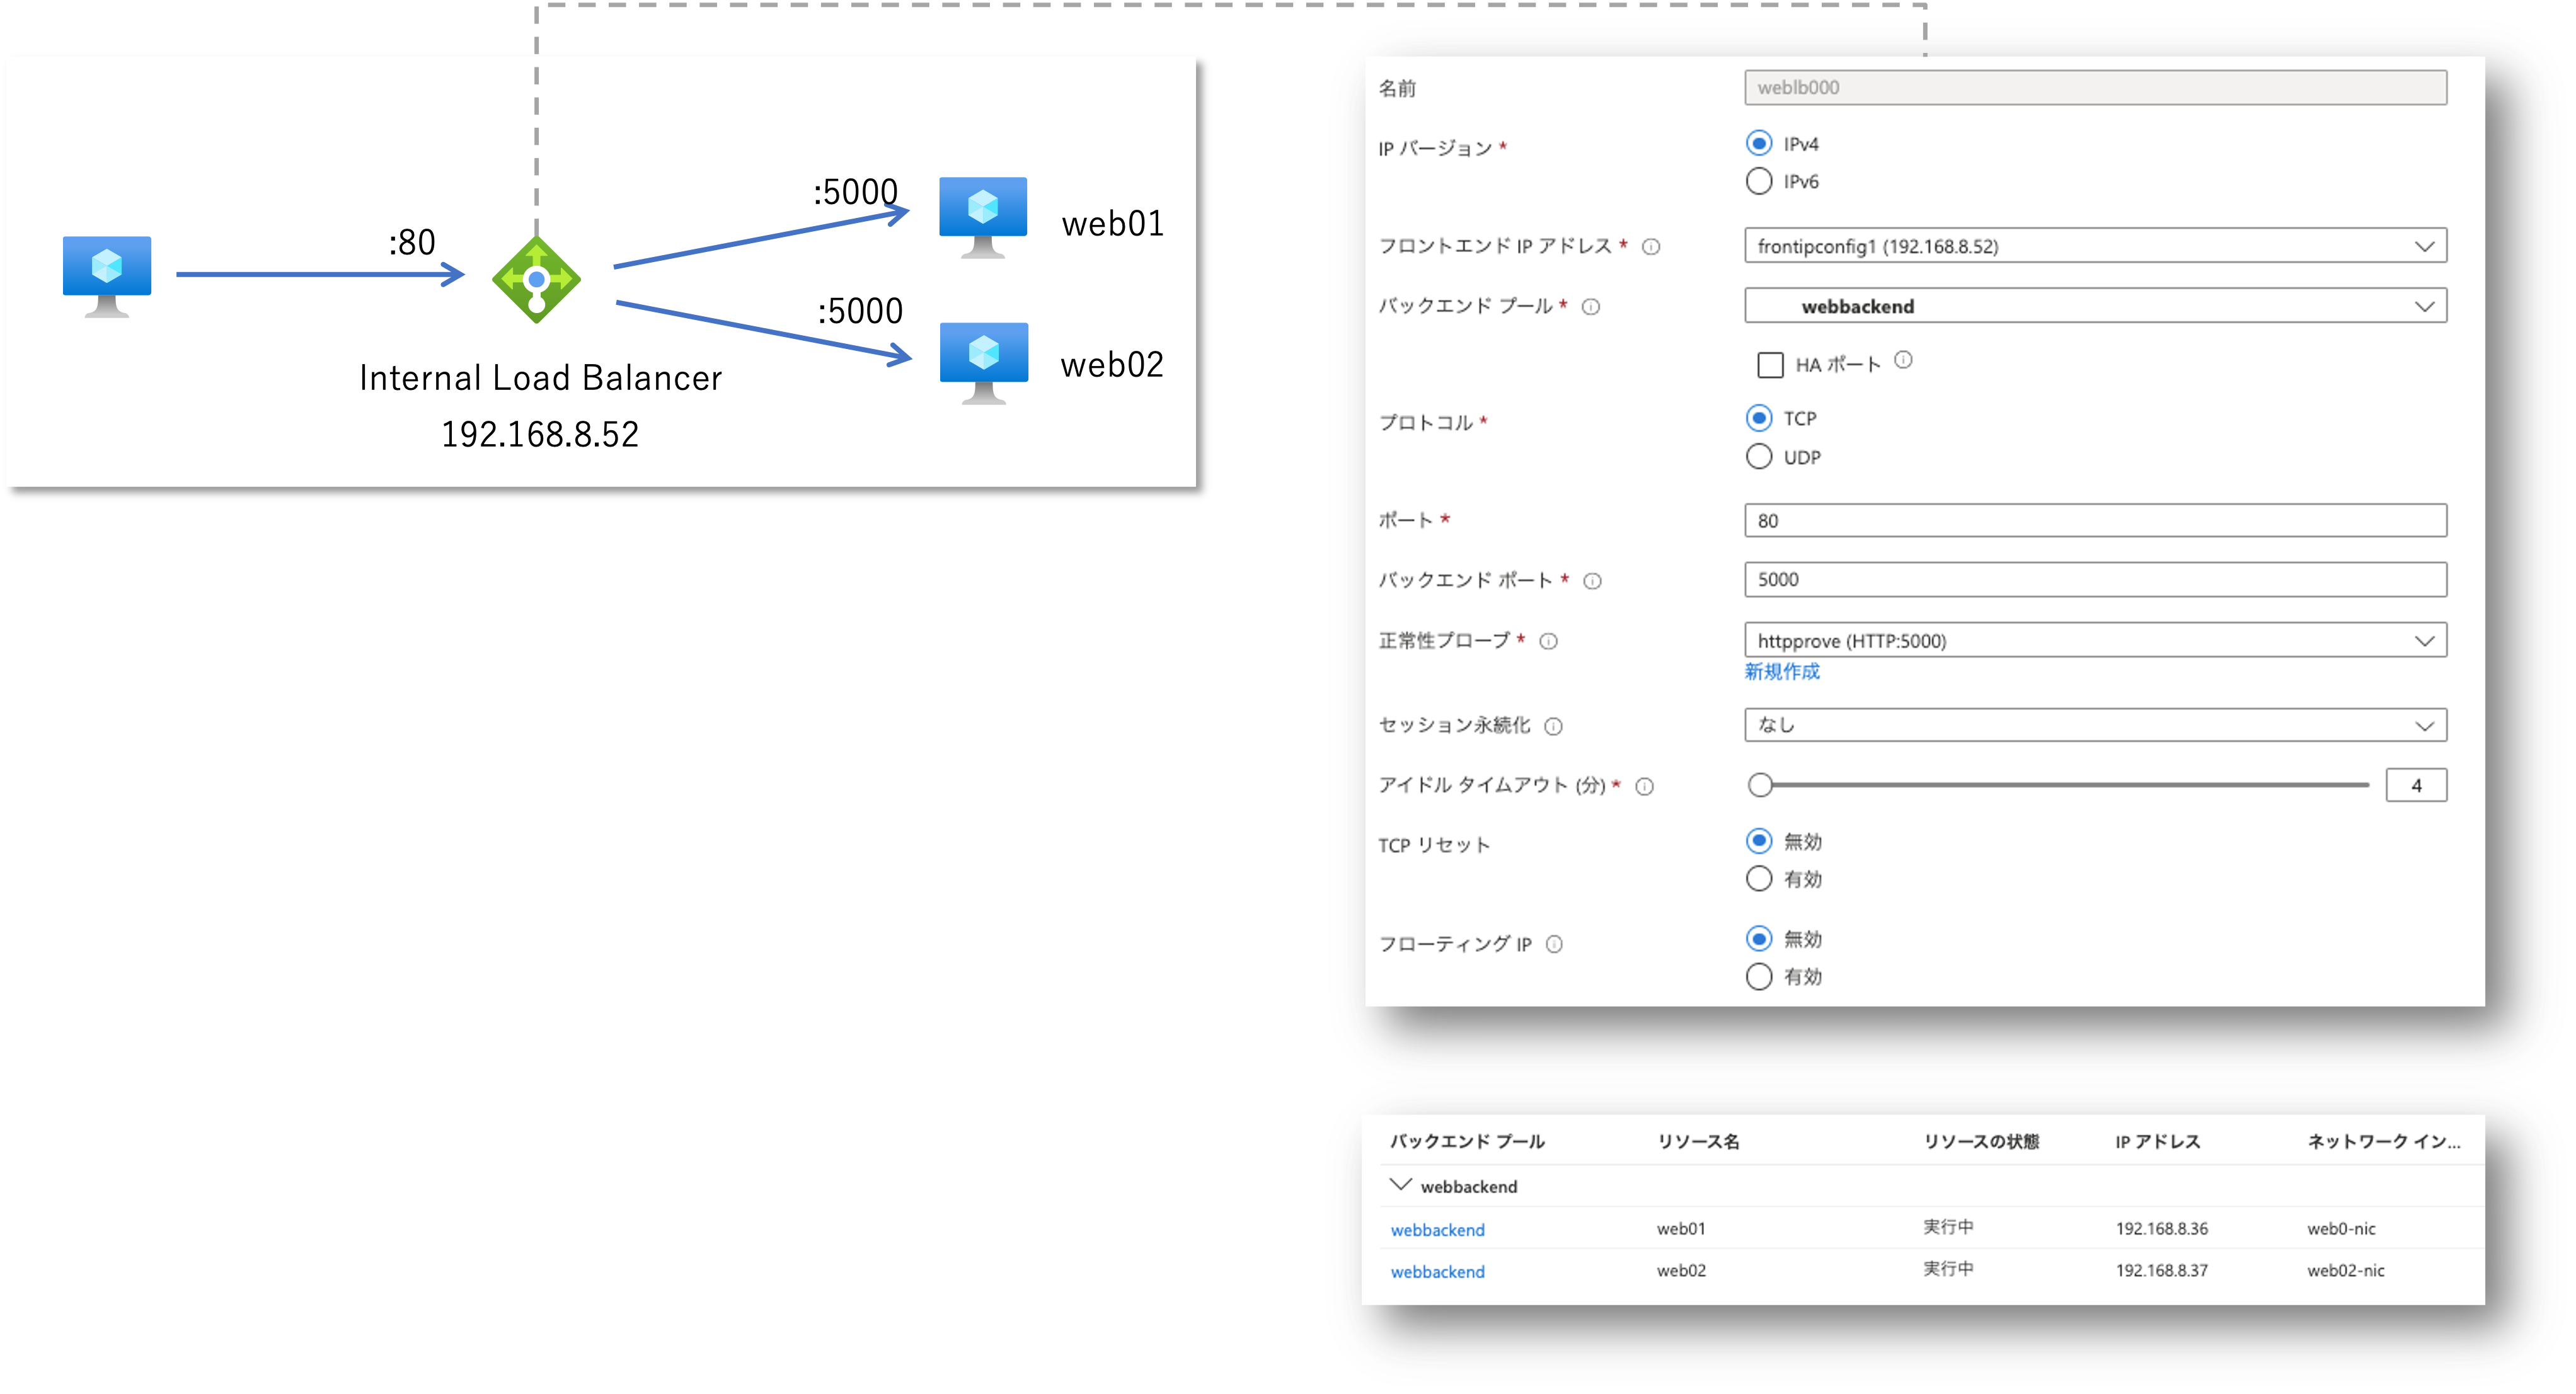 :80
:5000
web01
:5000
web02
Internal Load Balancer
192.168.8.52
名前 weblb000
IP バージョン * IPv4
IPv6
フロントエンド IP アドレス * frontipconfig1 (192.168.8.52)
バックエンド プール * webbackend
HA ポート
プロトコル * TCP
UDP
ポート * 80
バックエンド ポート * 5000
正常性プローブ * httpprove (HTTP:5000)
新規作成
セッション永続化 なし
アイドル タイムアウト (分) * 4
TCP リセット 無効
有効
フローティング IP 無効
有効
バックエンド プール リソース名 リソースの状態 IP アドレス ネットワーク イン...
webbackend
webbackend web01 実行中 192.168.8.36 web0-nic
webbackend web02 実行中 192.168.8.37 web02-nic